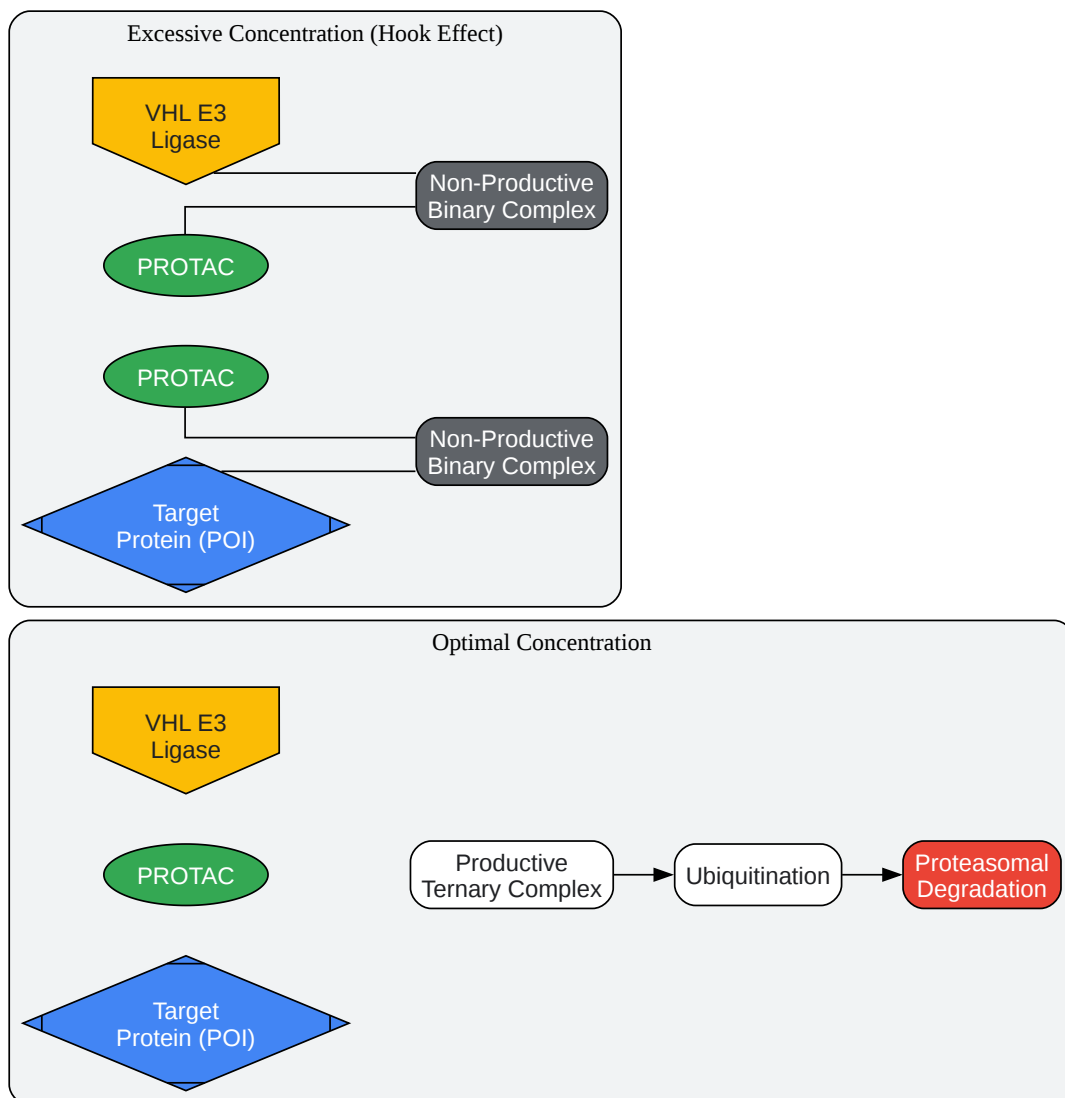 Excessive Concentration (Hook Effect)
VHL E3
Ligase
Non-Productive
Binary Complex
PROTAC
PROTAC
Non-Productive
Binary Complex
Target
Protein (POI)
Optimal Concentration
VHL E3
Ligase
PROTAC
Productive
Ternary Complex
Ubiquitination
Proteasomal
Degradation
Target
Protein (POI)